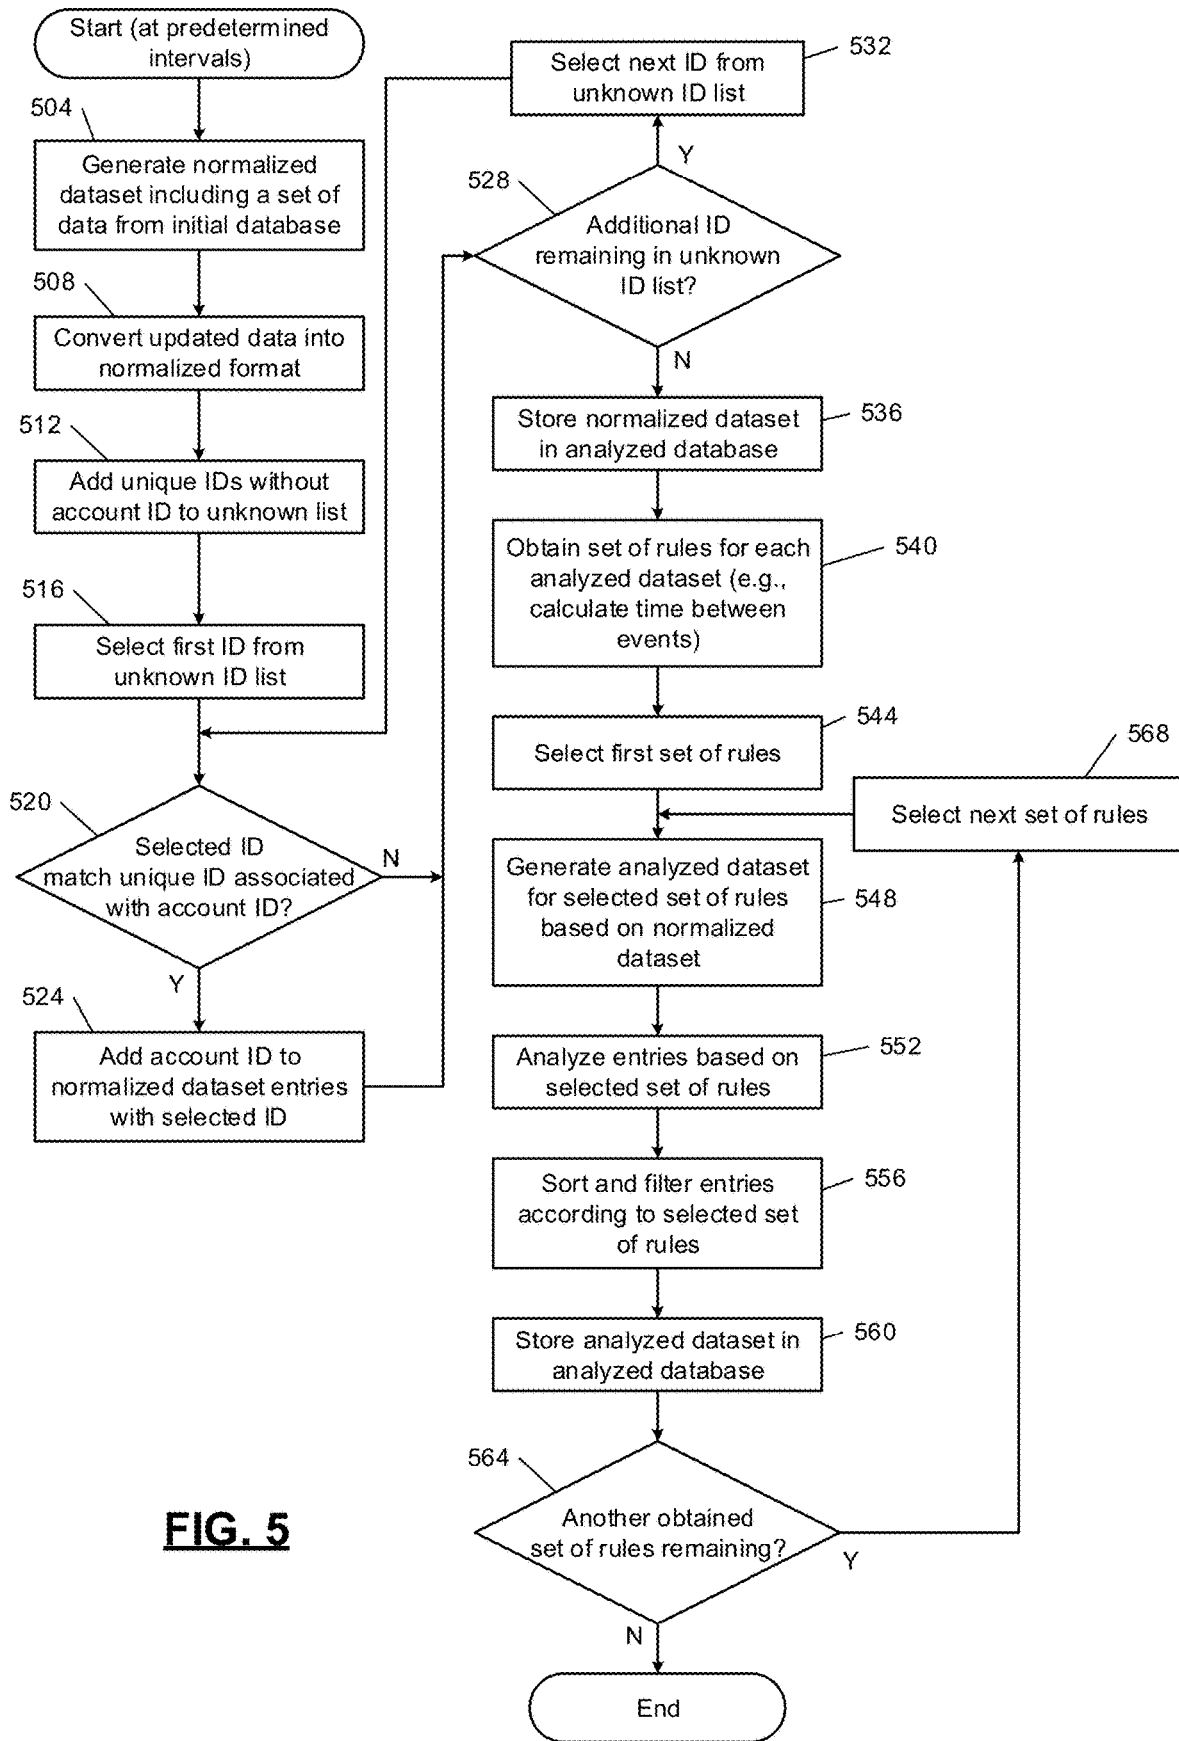 Start (at predetermined
intervals)
504
Generate normalized
dataset including a set of
data from initial database
508
Convert updated data into
normalized format
512
Add unique IDs without
account ID to unknown list
516
Select first ID from
unknown ID list
520
Selected ID
match unique ID associated
with account ID?
N
Y
524
Add account ID to
normalized dataset entries
with selected ID
532
Select next ID from
unknown ID list
Y
528
Additional ID
remaining in unknown
ID list?
N
536
Store normalized dataset
in analyzed database
540
Obtain set of rules for each
analyzed dataset (e.g.,
calculate time between
events)
544
Select first set of rules
568
Select next set of rules
548
Generate analyzed dataset
for selected set of rules
based on normalized
dataset
552
Analyze entries based on
selected set of rules
556
Sort and filter entries
according to selected set
of rules
560
Store analyzed dataset in
analyzed database
564
Another obtained
set of rules remaining?
Y
N
End
FIG. 5